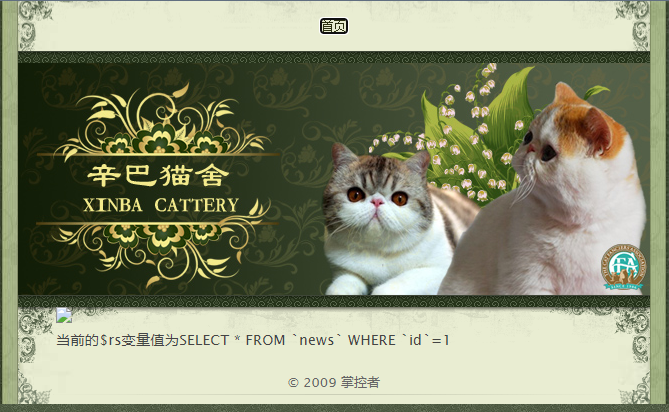 首页
辛巴猫舍
XINBA CATTERY
CFA
当前的$rs变量值为SELECT * FROM `news` WHERE `id`=1
© 2009 掌控者